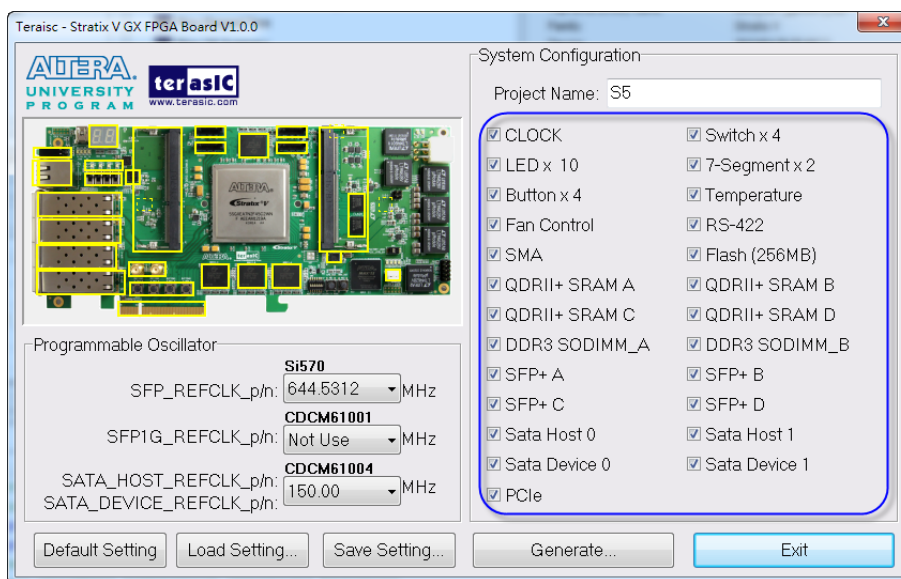 Teraisc - Stratix V GX FPGA Board V1.0.0
ALTERA.
UNIVERSITY
PROGRAM
terasIC
www.terasic.com
ALTERA
Stratix V
System Configuration
Project Name: S5
CLOCK
Switch x 4
LED x 10
7-Segment x 2
Button x 4
Temperature
Fan Control
RS-422
SMA
Flash (256MB)
QDRII+ SRAM A
QDRII+ SRAM B
QDRII+ SRAM C
QDRII+ SRAM D
DDR3 SODIMM_A
DDR3 SODIMM_B
SFP+ A
SFP+ B
SFP+ C
SFP+ D
Sata Host 0
Sata Host 1
Sata Device 0
Sata Device 1
PCIe
Programmable Oscillator
Si570
SFP_REFCLK_p/n: 644.5312 MHz
CDCM61001
SFP1G_REFCLK_p/n: Not Use MHz
CDCM61004
SATA_HOST_REFCLK_p/n:
SATA_DEVICE_REFCLK_p/n: 150.00 MHz
Default Setting
Load Setting...
Save Setting...
Generate...
Exit